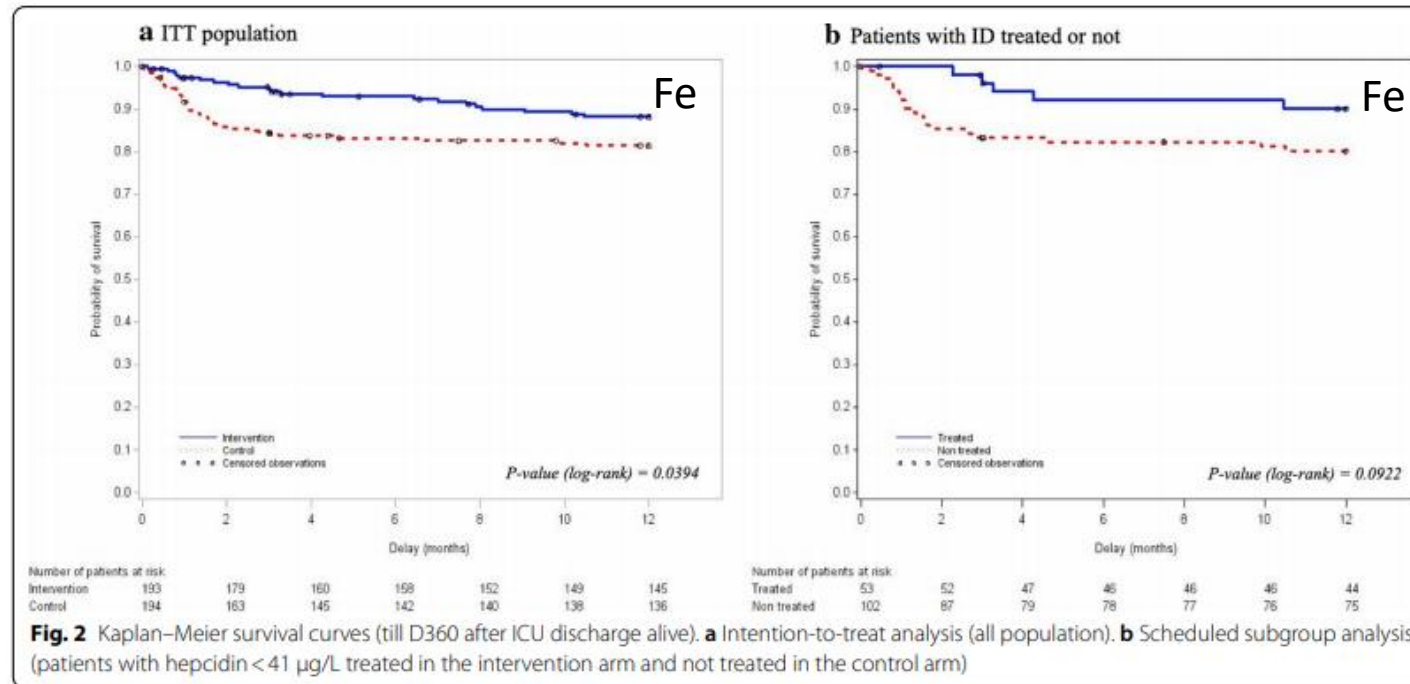 a ITT population
Fe
1.0
0.9
0.8
0.7
0.6
0.5
0.4
0.3
0.2
0.1
0.0
Probability of survival
Intervention
Control
Censored observations
P-value (log-rank) = 0.0394
0 2 4 6 8 10 12
Delay (months)
Number of patients at risk
Intervention 193 179 160 158 152 149 145
Control 194 163 145 142 140 138 136
b Patients with ID treated or not
Fe
1.0
0.9
0.8
0.7
0.6
0.5
0.4
0.3
0.2
0.1
0.0
Probability of survival
Treated
Non treated
Censored observations
P-value (log-rank) = 0.0922
0 2 4 6 8 10 12
Delay (months)
Number of patients at risk
Treated 53 52 47 46 46 46 44
Non treated 102 87 79 78 77 76 75
Fig. 2 Kaplan–Meier survival curves (till D360 after ICU discharge alive). a Intention-to-treat analysis (all population). b Scheduled subgroup analysis
(patients with hepcidin < 41 µg/L treated in the intervention arm and not treated in the control arm)